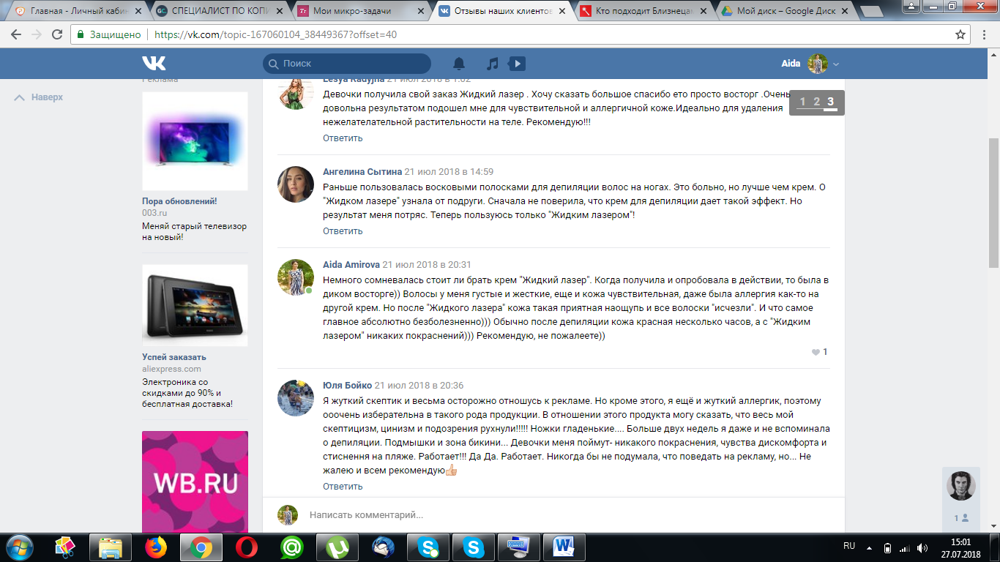 Главная - Личный кабин
СПЕЦИАЛИСТ ПО КОПИ
Мои микро-задачи
Отзывы наших клиентов
Кто подходит Близнецам
Мой диск – Google Диск
Защищено
https://vk.com/topic-167060104_38449367?offset=40
Поиск
Aida
Наверх
Реклама
Пора обновлений!
003.ru
Меняй старый телевизор
на новый!
Успей заказать
aliexpress.com
Электроника со
скидками до 90% и
бесплатная доставка!
WB.RU
1 2 3
Lesya Kadyjna 21 июл 2018 в 1:02
Девочки получила свой заказ Жидкий лазер . Хочу сказать большое спасибо ето просто восторг .Очень
довольна результатом подошел мне для чувствительной и аллергичной коже.Идеально для удаления
нежелателательной растительности на теле. Рекомендую!!!
Ответить
Ангелина Сытина 21 июл 2018 в 14:59
Раньше пользовалась восковыми полосками для депиляции волос на ногах. Это больно, но лучше чем крем. О
"Жидком лазере" узнала от подруги. Сначала не поверила, что крем для депиляции дает такой эффект. Но
результат меня потряс. Теперь пользуюсь только "Жидким лазером"!
Ответить
Aida Amirova 21 июл 2018 в 20:31
Немного сомневалась стоит ли брать крем "Жидкий лазер". Когда получила и опробовала в действии, то была в
диком восторге)) Волосы у меня густые и жесткие, еще и кожа чувствительная, даже была аллергия как-то на
другой крем. Но после "Жидкого лазера" кожа такая приятная наощупь и все волоски "исчезли". И что самое
главное абсолютно безболезненно))) Обычно после депиляции кожа красная несколько часов, а с "Жидким
лазером" никаких покраснений))) Рекомендую, не пожалеете))
1
Юля Бойко 21 июл 2018 в 20:36
Я жуткий скептик и весьма осторожно отношусь к рекламе. Но кроме этого, я ещё и жуткий аллергик, поэтому
ооочень изберательна в такого рода продукции. В отношении этого продукта могу сказать, что весь мой
скептицизм, цинизм и подозрения рухнули!!!!! Ножки гладенькие.... Больше двух недель я даже и не вспоминала
о депиляции. Подмышки и зона бикини... Девочки меня поймут- никакого покраснения, чувства дискомфорта и
стиснення на пляже. Работает!!! Да Да. Работает. Никогда бы не подумала, что поведать на рекламу, но... Не
жалею и всем рекомендую👍
Ответить
Написать комментарий...
1
RU
15:01
27.07.2018